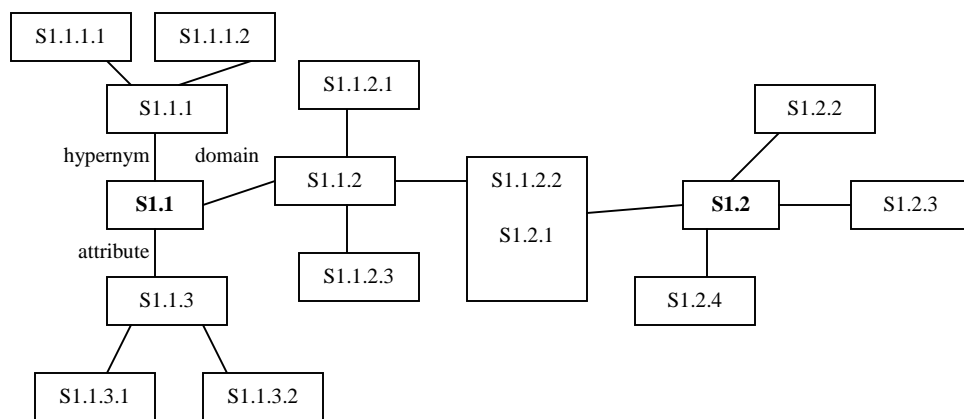 S1.1.1.1
S1.1.1.2
S1.1.1
S1.1.2.1
S1.2.2
hypernym
domain
S1.1.2
S1.1.2.2
S1.1
S1.2
S1.2.3
S1.2.1
attribute
S1.1.2.3
S1.1.3
S1.2.4
S1.1.3.1
S1.1.3.2